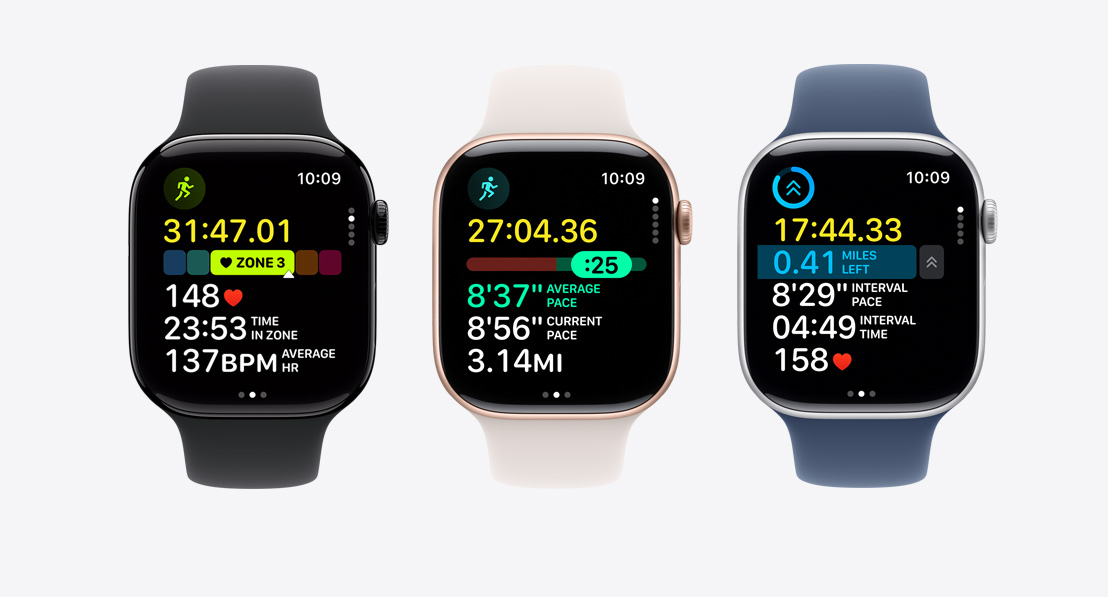 10:09
31:47.01
ZONE 3
148
23:53 TIME IN ZONE
137BPM AVERAGE HR
10:09
27:04.36
:25
8'37" AVERAGE PACE
8'56" CURRENT PACE
3.14MI
10:09
17:44.33
0.41 MILES LEFT
8'29" INTERVAL PACE
04:49 INTERVAL TIME
158